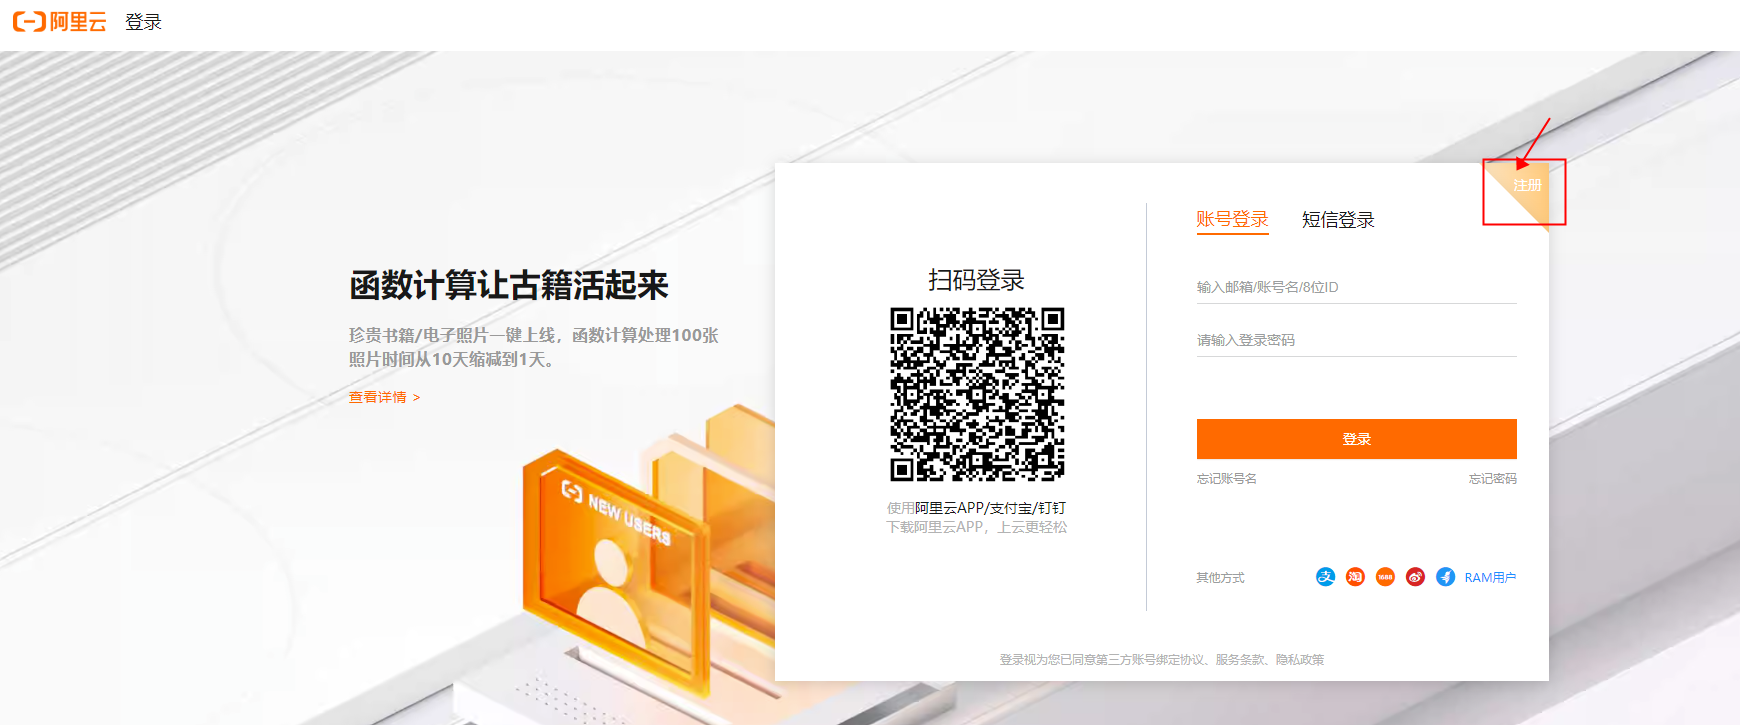 阿里云 登录
注册
账号登录 短信登录
函数计算让古籍活起来
珍贵书籍/电子照片一键上线，函数计算处理100张
照片时间从10天缩减到1天。
查看详情 >
NEW USERS
扫码登录
使用阿里云APP/支付宝/钉钉
下载阿里云APP，上云更轻松
输入邮箱/账号名/8位ID
请输入登录密码
登录
忘记账号名 忘记密码
其他方式 支 淘 1688 RAM用户
登录视为您已同意第三方账号绑定协议、服务条款、隐私政策